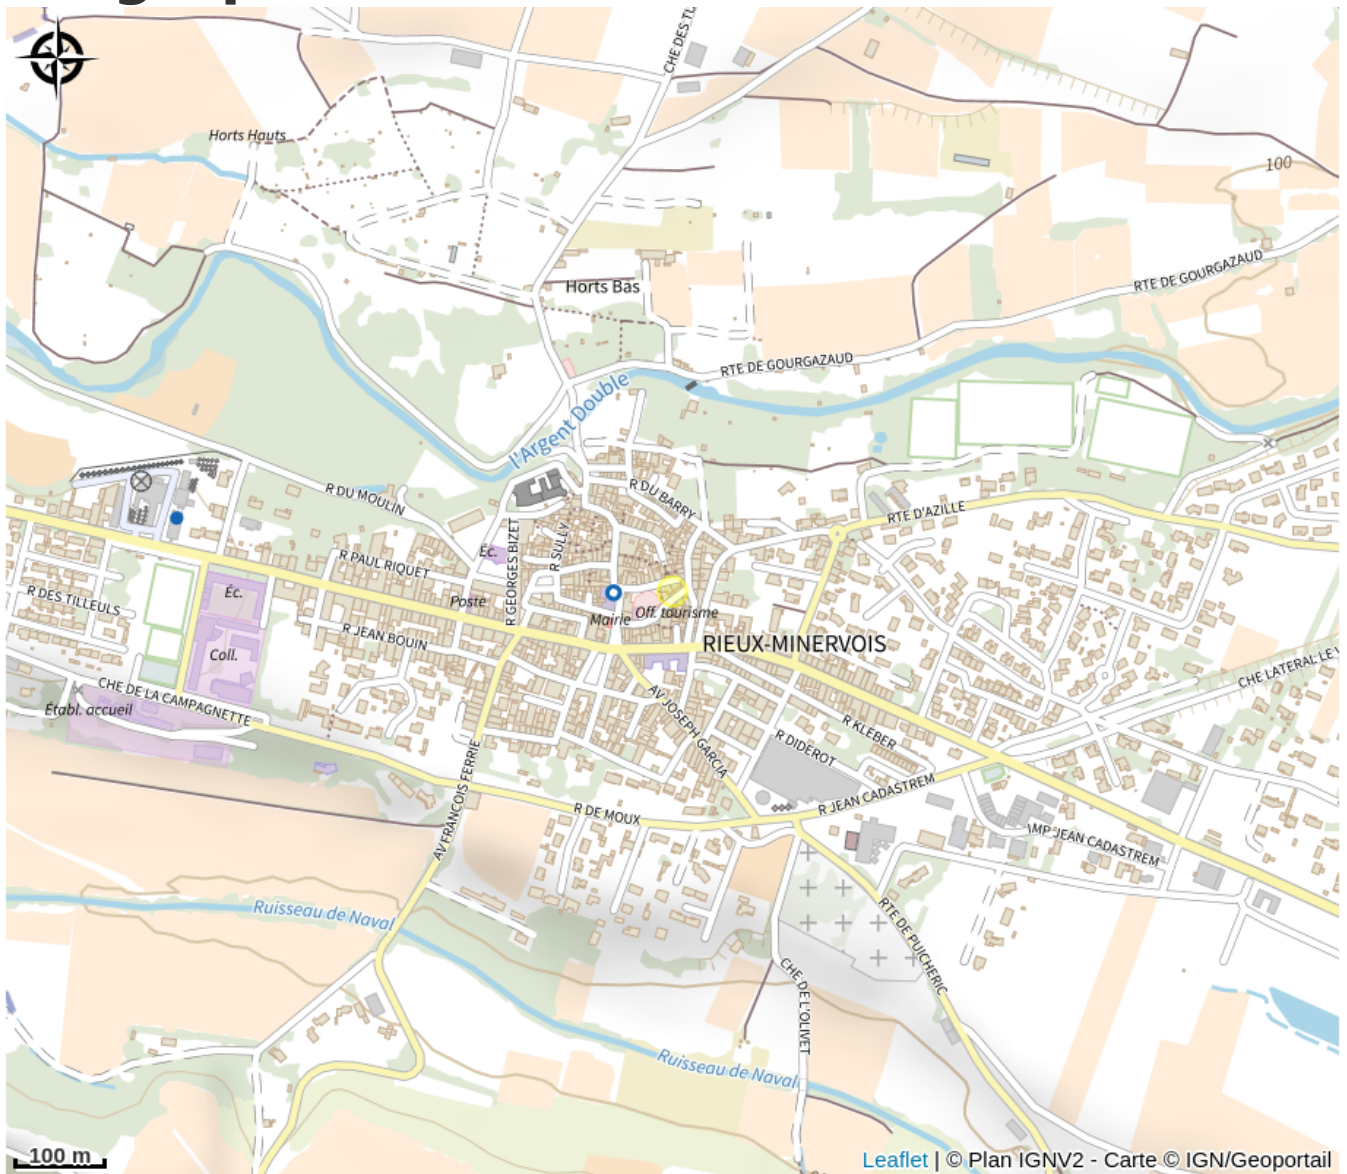 CHE DES TU
Horts Hauts
100
RTE DE GOURGAZAUD
Horts Bas
RTE DE GOURGAZAUD
l'Argent Double
R DU MOULIN
R DU BARRY
RTE D'AZILLE
R PAUL RIQUET
Éc.
R GEORGES BIZET
R SULLY
R DES TILLEULS
Éc.
Poste
Mairie
Off. tourisme
R JEAN BOUIN
Coll.
RIEUX-MINERVOIS
CHE LATERAL LE V
CHE DE LA CAMPAGNETTE
Établ. accueil
AV JOSEPH GARCIA
R KLEBER
R DIDEROT
AV FRANCOIS FERRIE
R DE MOUX
R JEAN CADASTREM
IMP JEAN CADASTREM
Ruisseau de Naval
RTE DE PUICHERIC
CHE DE L'OLIVET
Ruisseau de Naval
100 m
Leaflet | © Plan IGNV2 - Carte © IGN/Geoportail